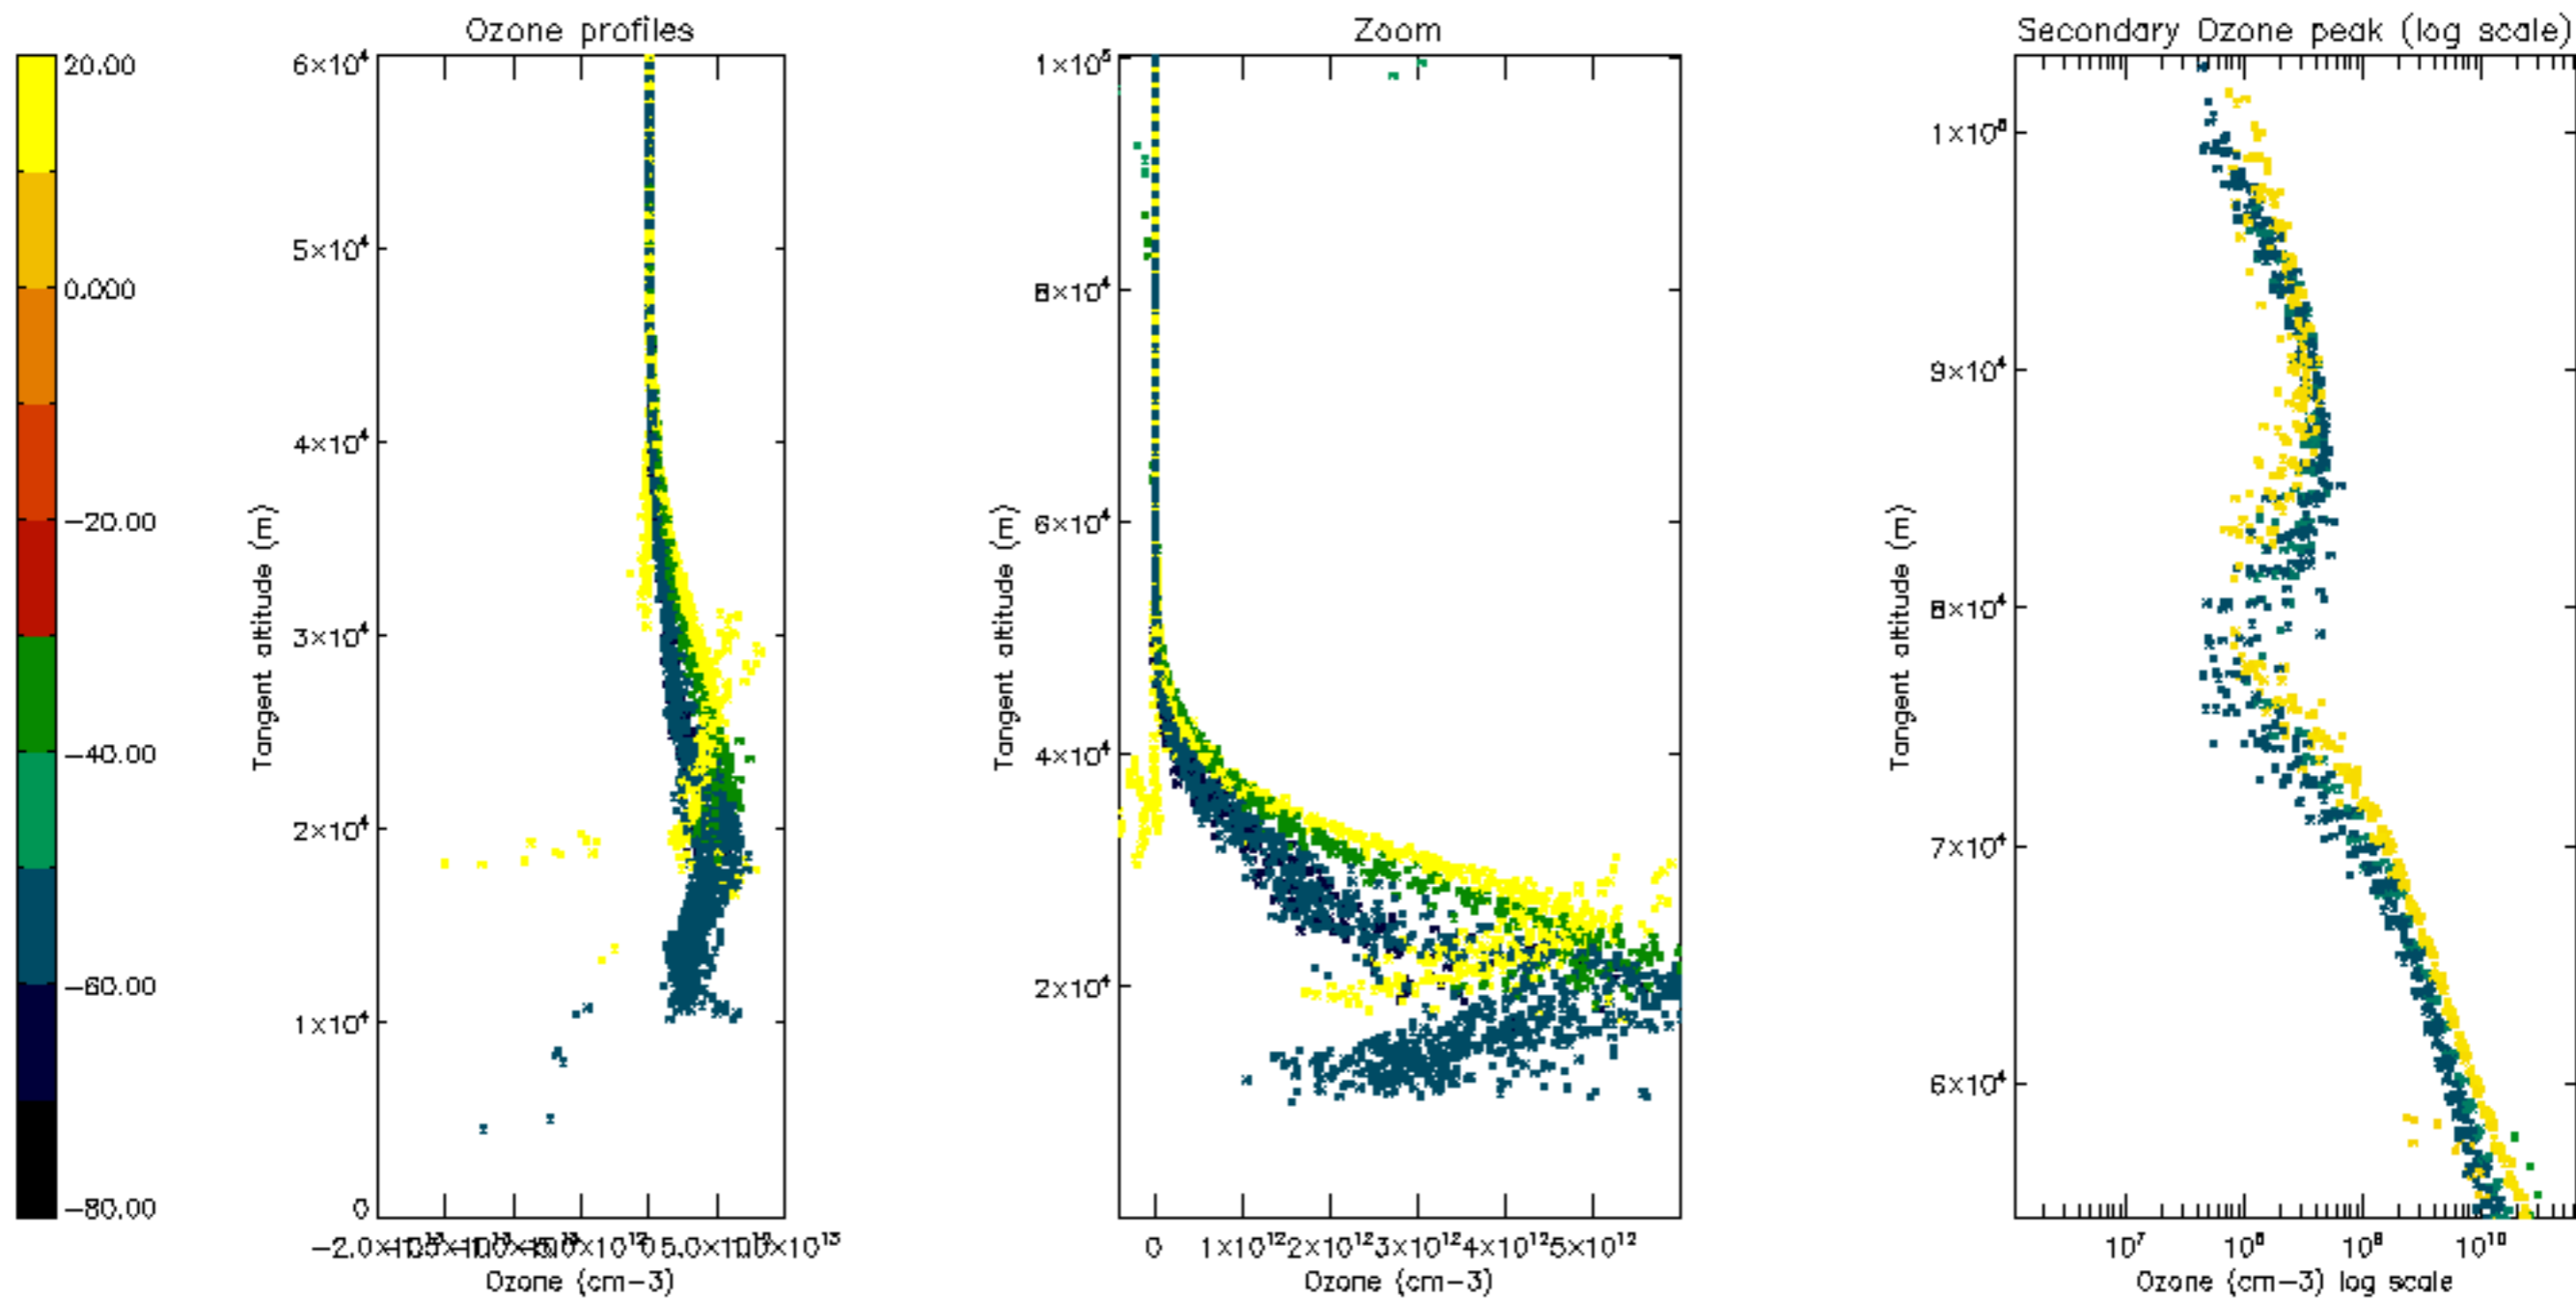 Ozone profiles
Zoom
Secondary Ozone peak (log scale)
20.00
0.000
−20.00
−40.00
−60.00
−80.00
6×10⁴
5×10⁴
4×10⁴
3×10⁴
2×10⁴
1×10⁴
0
Tangent altitude (m)
5.0×10
Ozone (cm−3)
1×10⁵
8×10⁴
6×10⁴
4×10⁴
2×10⁴
Tangent altitude (m)
0 1×10¹² 2×10¹² 3×10¹² 4×10¹² 5×10¹²
Ozone (cm−3)
9×10⁴
8×10⁴
7×10⁴
6×10⁴
Tangent altitude (m)
10⁷ 10⁸ 10⁹ 10¹⁰
Ozone (cm−3) log scale